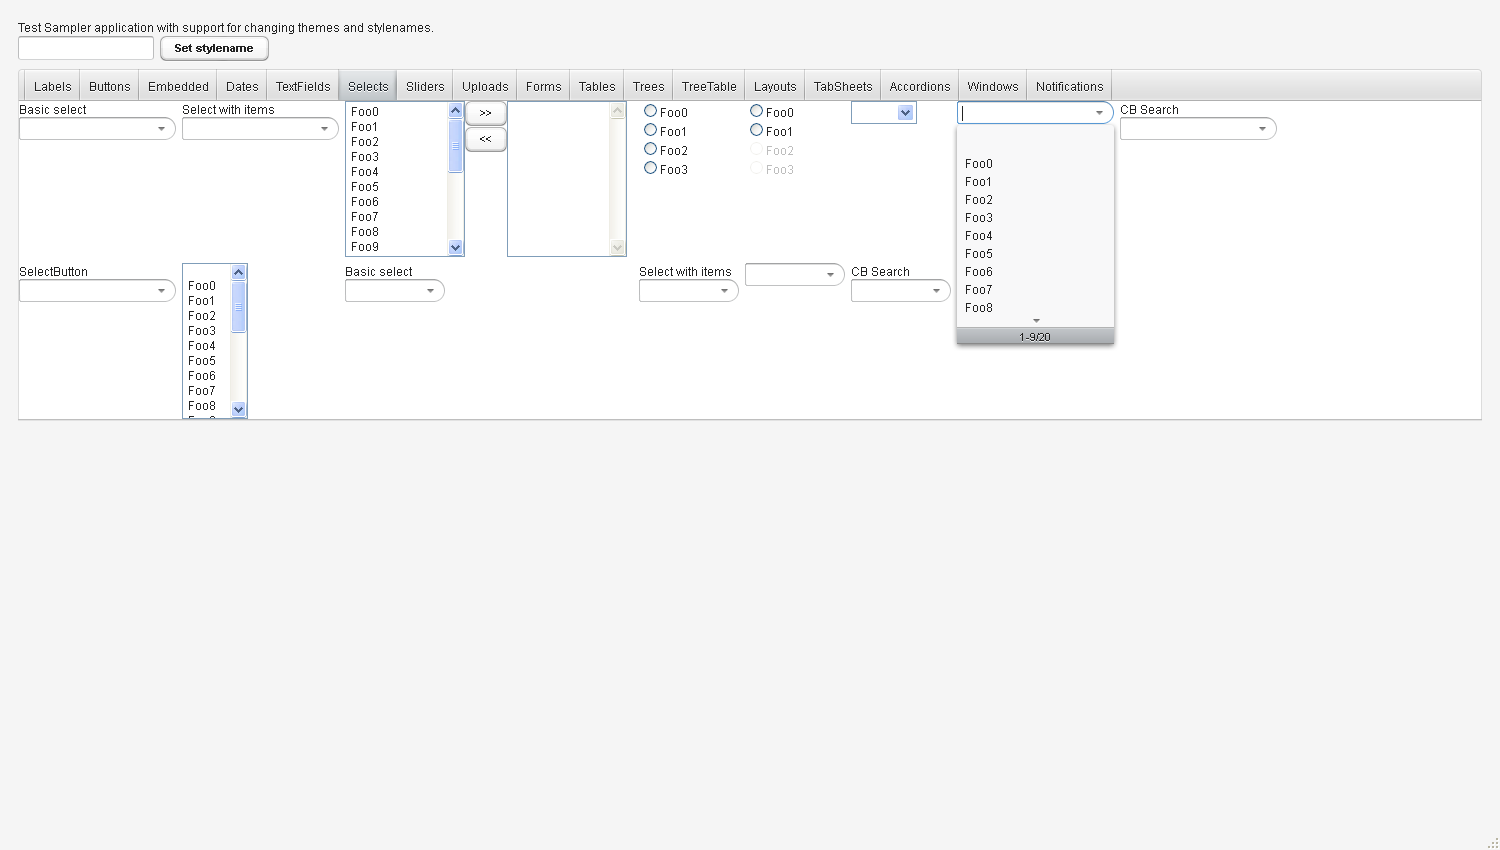 Test Sampler application with support for changing themes and stylenames.
Set stylename
Labels Buttons Embedded Dates TextFields Selects Sliders Uploads Forms Tables Trees TreeTable Layouts TabSheets Accordions Windows Notifications
Basic select
Select with items
Foo0
Foo1
Foo2
Foo3
Foo4
Foo5
Foo6
Foo7
Foo8
Foo9
>>
<<
Foo0
Foo1
Foo2
Foo3
Foo0
Foo1
Foo2
Foo3
Foo0
Foo1
Foo2
Foo3
Foo4
Foo5
Foo6
Foo7
Foo8
1-9/20
CB Search
SelectButton
Foo0
Foo1
Foo2
Foo3
Foo4
Foo5
Foo6
Foo7
Foo8
Basic select
Select with items
CB Search